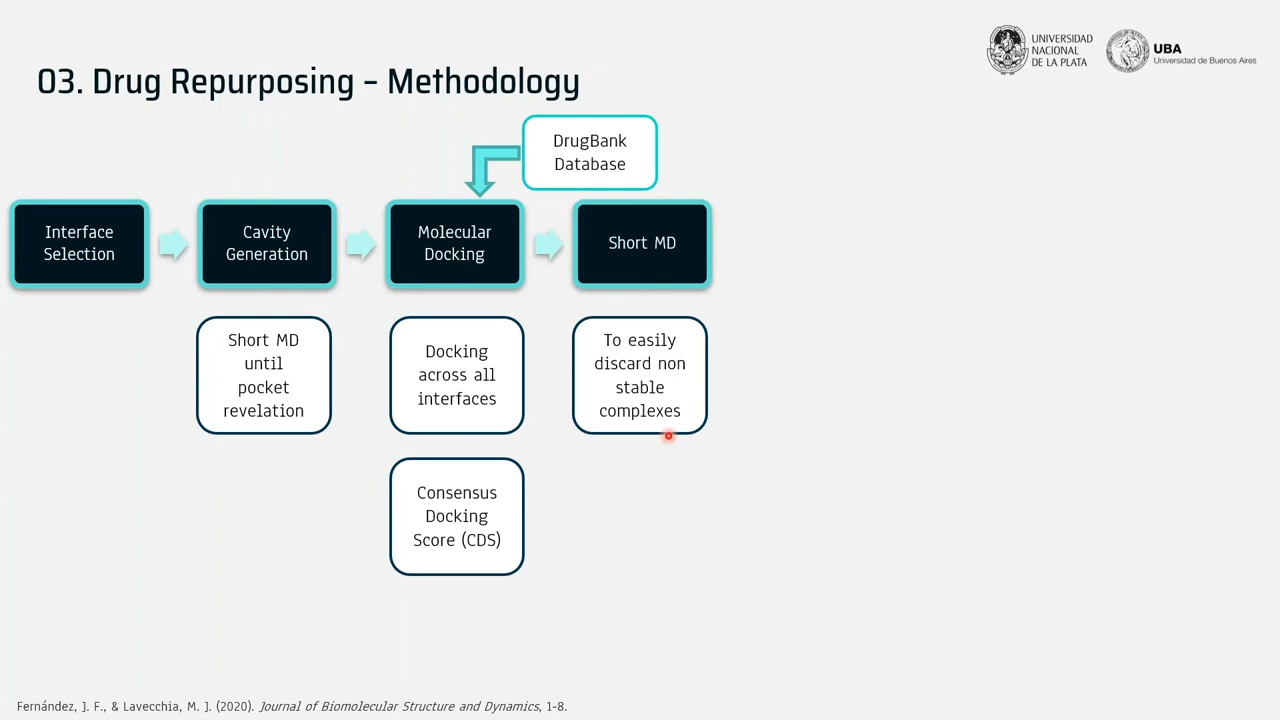 UNIVERSIDAD
NACIONAL
DE LA PLATA
UBA
Universidad de Buenos Aires
03. Drug Repurposing – Methodology
DrugBank
Database
Interface
Selection
Cavity
Generation
Molecular
Docking
Short MD
Short MD
until
pocket
revelation
Docking
across all
interfaces
To easily
discard non
stable
complexes
Consensus
Docking
Score (CDS)
Fernández, J. F., & Lavecchia, M. J. (2020). Journal of Biomolecular Structure and Dynamics, 1-8.